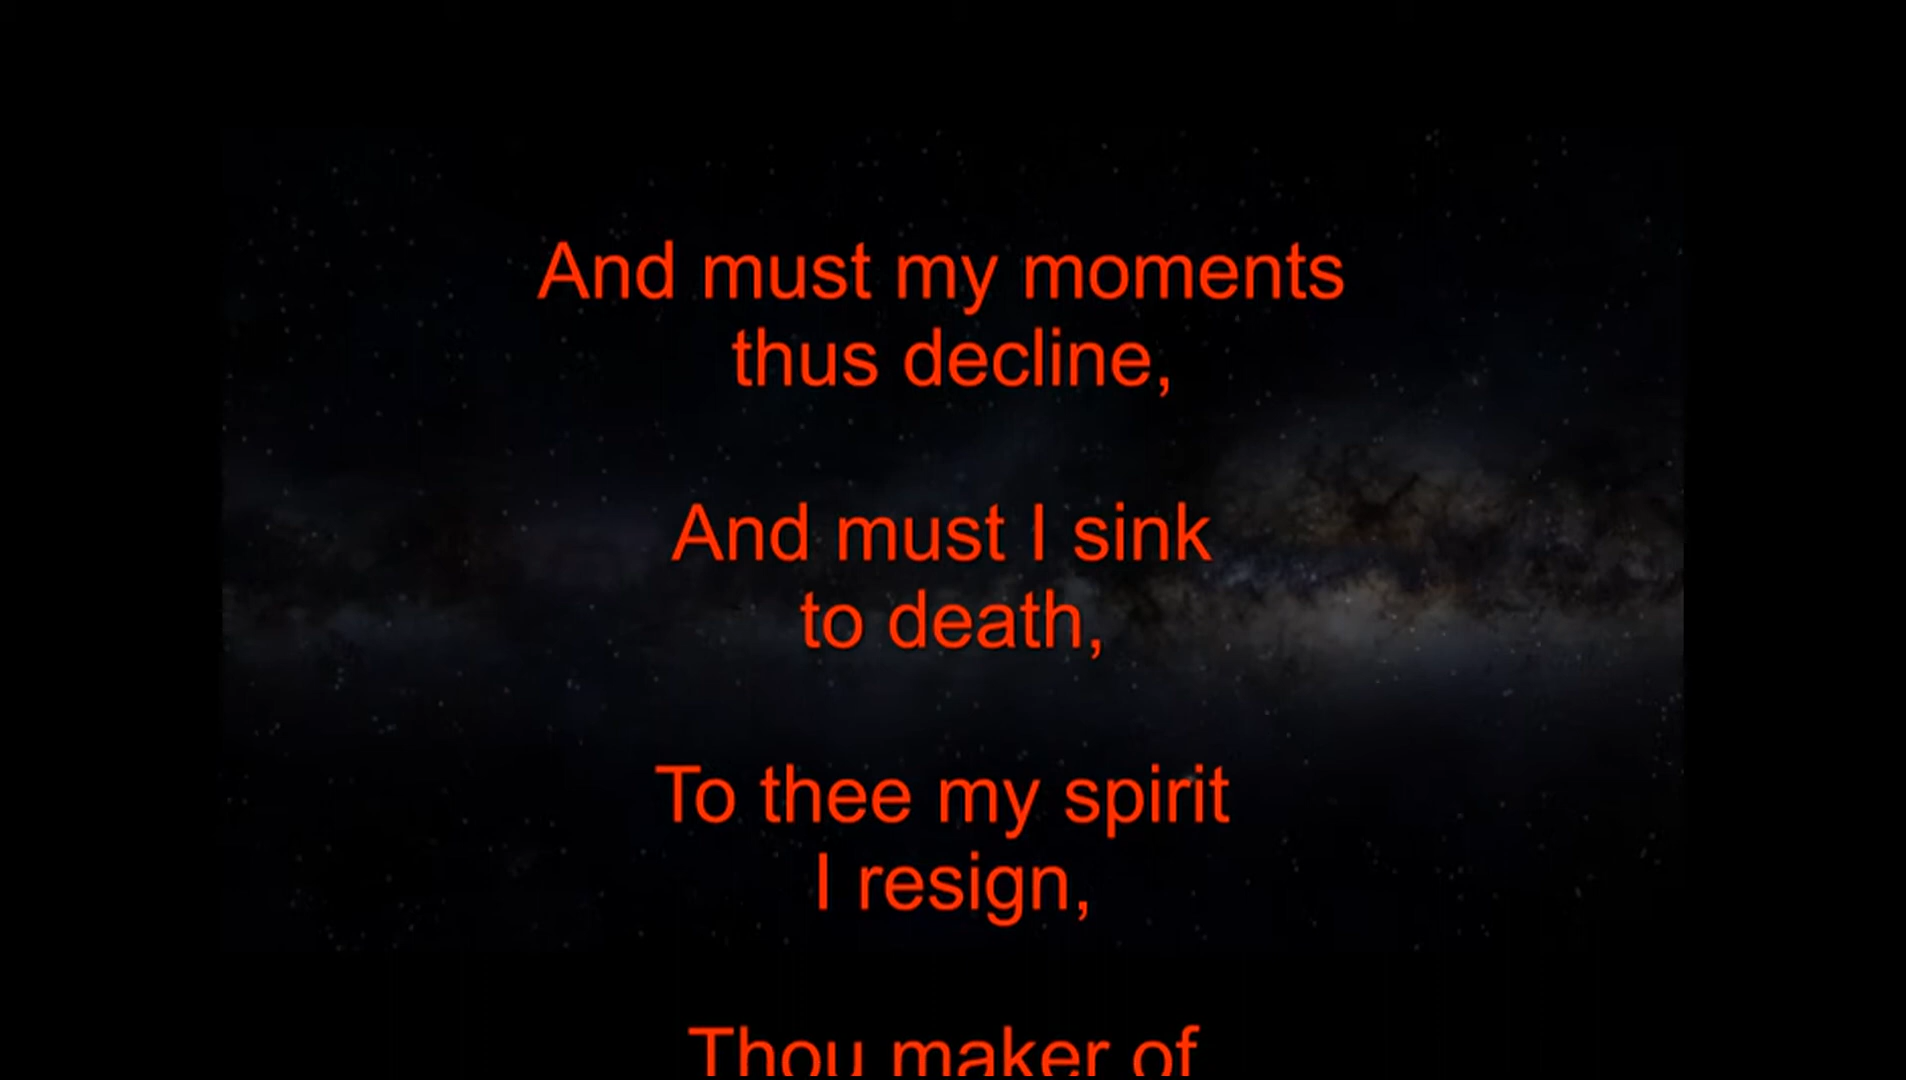 And must my moments
thus decline,
And must I sink
to death,
To thee my spirit
I resign,
Thou maker of